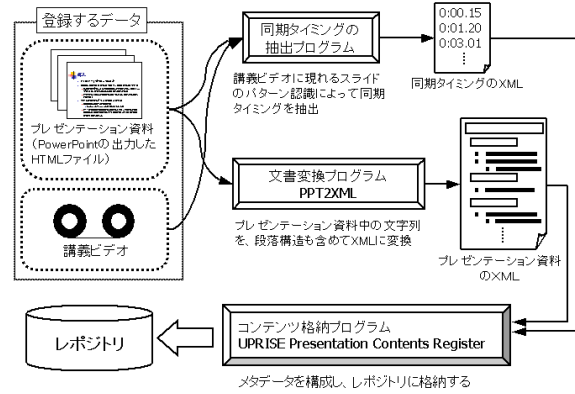 登録するデータ
プレゼンテーション資料
(PowerPointの出力した
HTMLファイル)
講義ビデオ
同期タイミングの
抽出プログラム
講義ビデオに現れるスライド
のパターン認識によって同期
タイミングを抽出
0:00.15
0:01.20
0:03.01
⋮
同期タイミングのXML
文書変換プログラム
PPT2XML
プレゼンテーション資料中の文字列
を、段落構造も含めてXMLに変換
⋮
プレゼンテーション資料
のXML
コンテンツ格納プログラム
UPRISE Presentation Contents Register
メタデータを構成し、レポジトリに格納する
レポジトリ